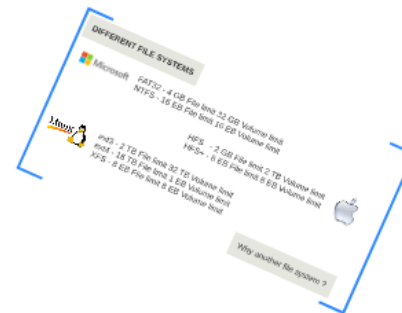 DIFFERENT FILE SYSTEMS
Microsoft
FAT32 - 4 GB File limit 32 GB Volume limit
NTFS - 16 EB File limit 16 EB Volume limit
Linux
HFS - 2 GB File limit 2 TB Volume limit
HFS+ - 8 EB File limit 8 EB Volume limit
ext3 - 2 TB File limit 32 TB Volume limit
ext4 - 16 TB File limit 1 EB Volume limit
XFS - 8 EB File limit 8 EB Volume limit
Why another file system ?